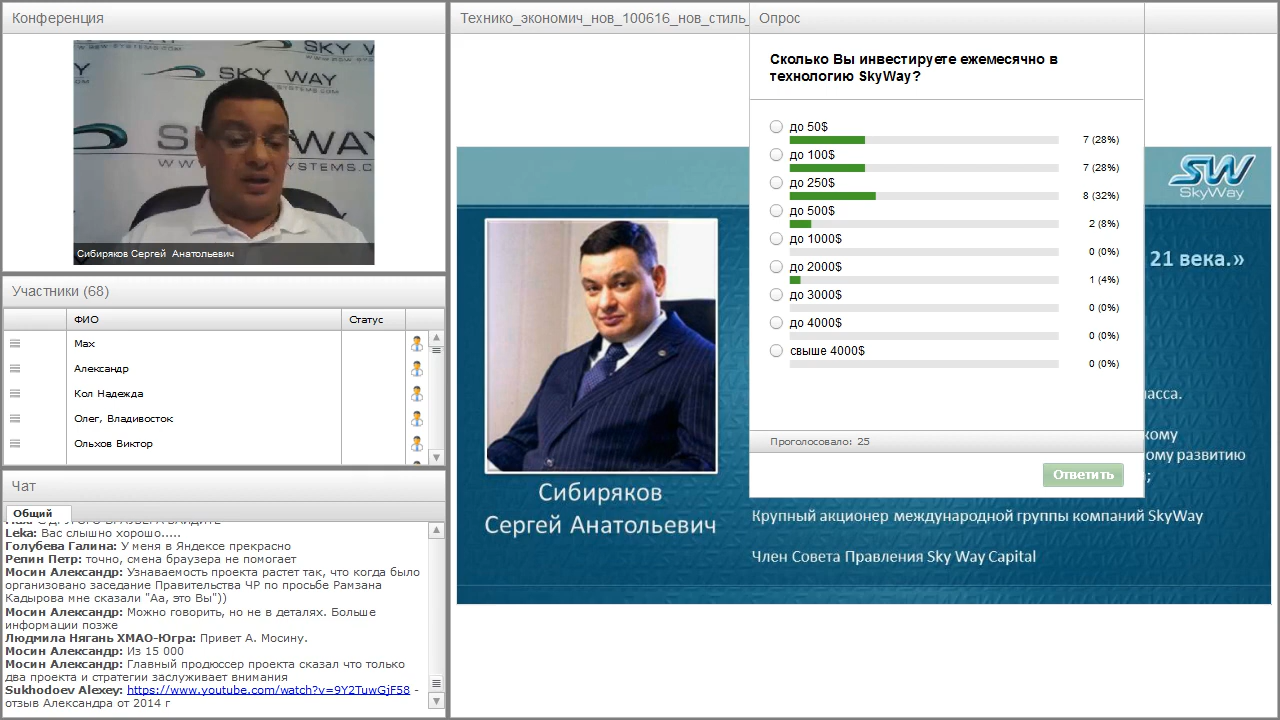 Конференция
SKY WAY
SYSTEMS.COM
SKY WAY
Сибиряков Сергей Анатольевич
Участники (68)
ФИО
Статус
Max
Александр
Кол Надежда
Олег, Владивосток
Ольхов Виктор
Чат
Общий
Leka: Вас слышно хорошо.....
Голубева Галина: У меня в Яндексе прекрасно
Репин Петр: точно, смена браузера не помогает
Мосин Александр: Узнаваемость проекта растет так, что когда было
организовано заседание Правительства ЧР по просьбе Рамзана
Кадырова мне сказали "Аа, это Вы"))
Мосин Александр: Можно говорить, но не в деталях. Больше
информации позже
Людмила Нягань ХМАО-Югра: Привет А. Мосину.
Мосин Александр: Из 15 000
Мосин Александр: Главный продюссер проекта сказал что только
два проекта и стратегии заслуживает внимания
Sukhodoev Alexey: https://www.youtube.com/watch?v=9Y2TuwGjF58 -
отзыв Александра от 2014 г
Технико_экономич_нов_100616_нов_стиль_
Опрос
Сколько Вы инвестируете ежемесячно в
технологию SkyWay?
до 50$
7 (28%)
до 100$
7 (28%)
до 250$
8 (32%)
до 500$
2 (8%)
до 1000$
0 (0%)
до 2000$
1 (4%)
до 3000$
0 (0%)
до 4000$
0 (0%)
свыше 4000$
0 (0%)
Проголосовало: 25
Ответить
SW
SkyWay
21 века.»
ому развитию
Сибиряков
Сергей Анатольевич
Крупный акционер международной группы компаний SkyWay
Член Совета Правления Sky Way Capital